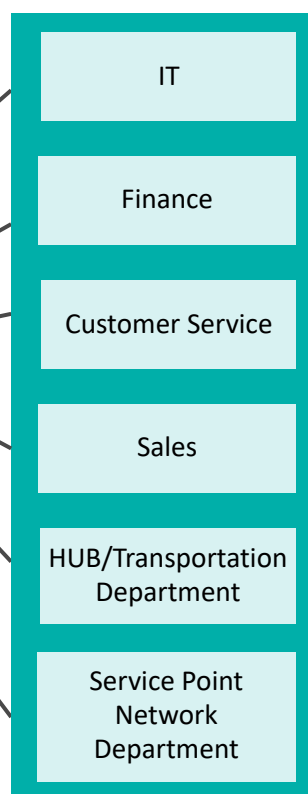 IT
Finance
Customer Service
Sales
HUB/Transportation
Department
Service Point
Network
Department